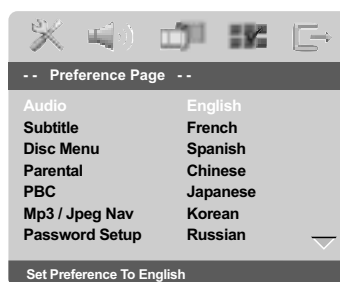 - -  Preference Page  - -
Audio English
Subtitle French
Disc Menu Spanish
Parental Chinese
PBC Japanese
Mp3 / Jpeg Nav Korean
Password Setup Russian
Set Preference To English